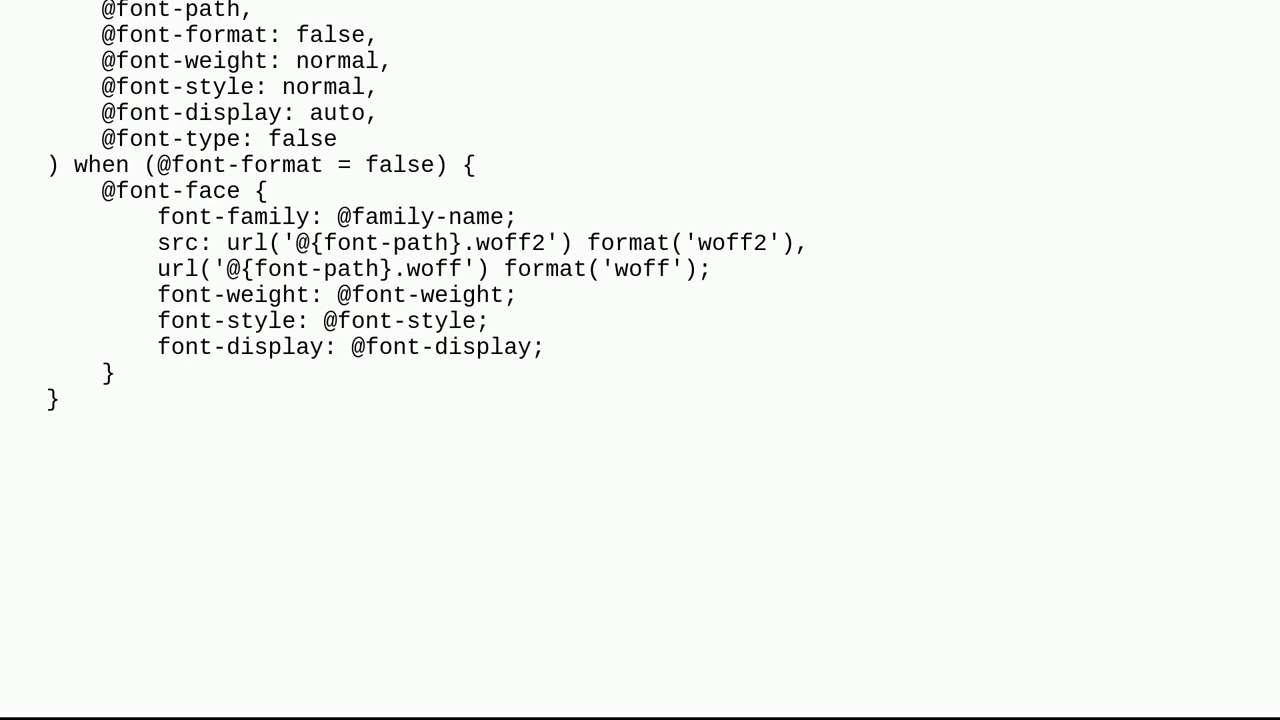 @font-path,
@font-format: false,
@font-weight: normal,
@font-style: normal,
@font-display: auto,
@font-type: false
) when (@font-format = false) {
@font-face {
font-family: @family-name;
src: url('@{font-path}.woff2') format('woff2'),
url('@{font-path}.woff') format('woff');
font-weight: @font-weight;
font-style: @font-style;
font-display: @font-display;
}
}